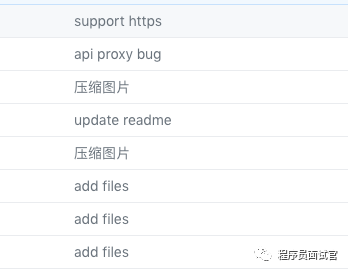 support https
api proxy bug
压缩图片
update readme
压缩图片
add files
add files
add files
程序员面试官